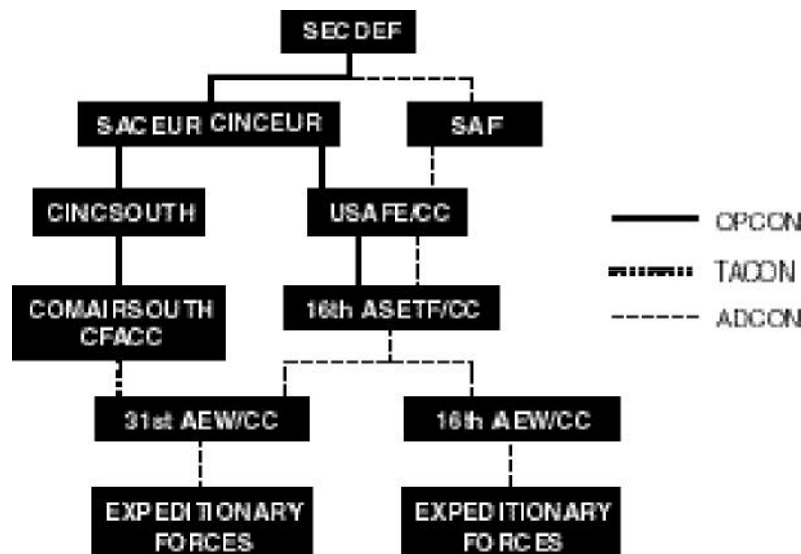 SECDEF
SACEUR CINCEUR
SAF
CINCSOUTH
USAFE/CC
OPCON
TACON
ADCON
COMAIRSOUTH
CFACC
16th ASETF/CC
31st AEW/CC
16th AEW/CC
EXPEDITIONARY
FORCES
EXPEDITIONARY
FORCES